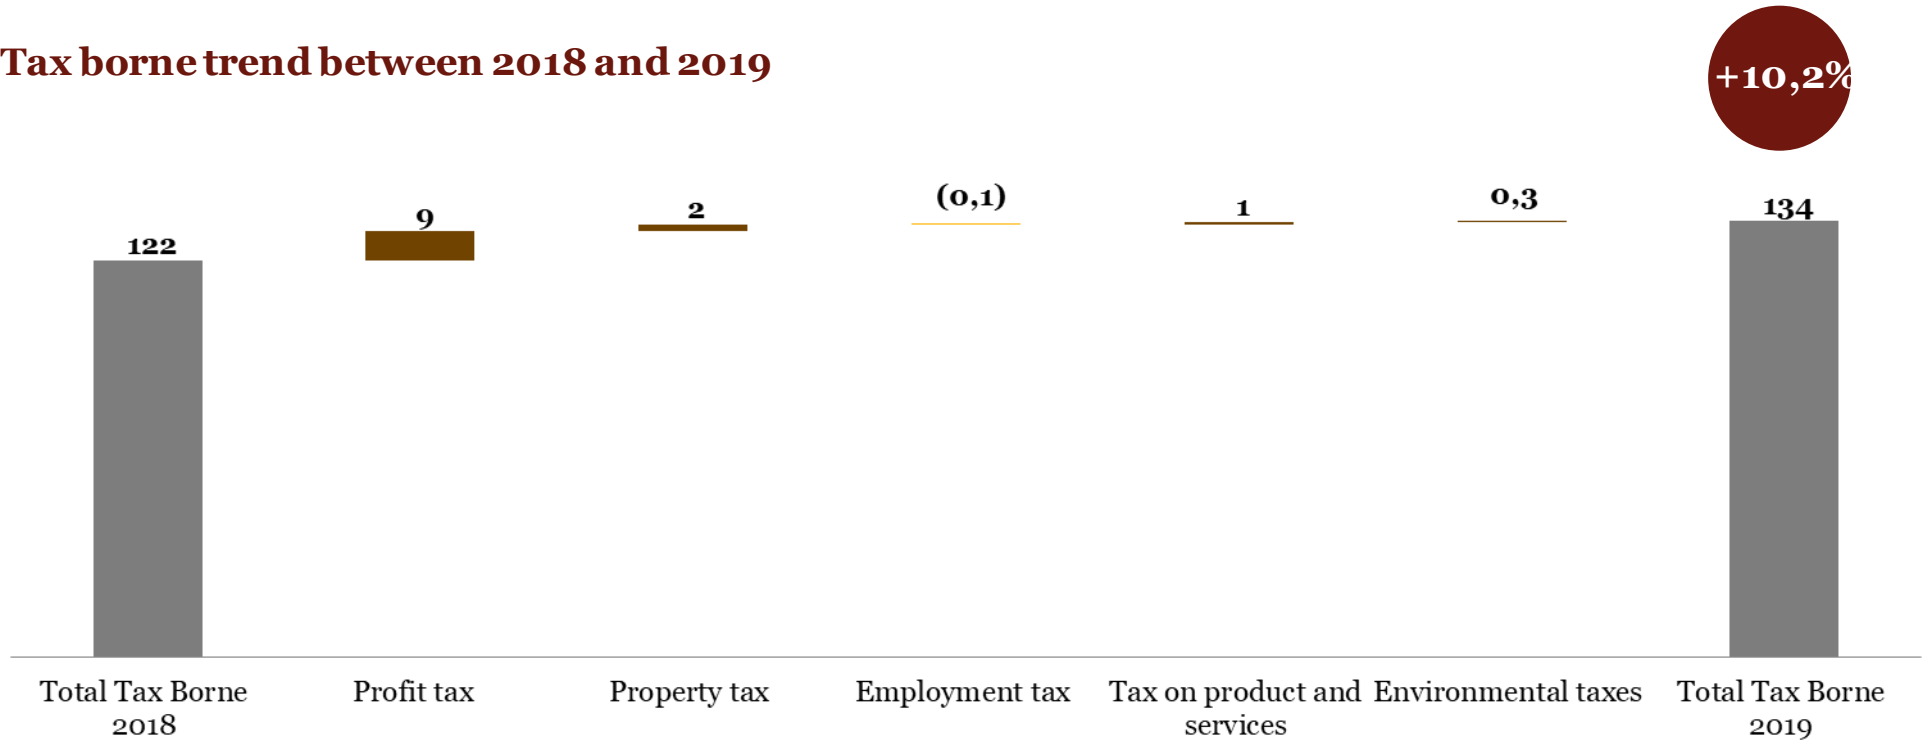 Tax borne trend between 2018 and 2019
+10,2%
122
9
2
(0,1)
1
0,3
134
Total Tax Borne
2018
Profit tax
Property tax
Employment tax
Tax on product and
services
Environmental taxes
Total Tax Borne
2019